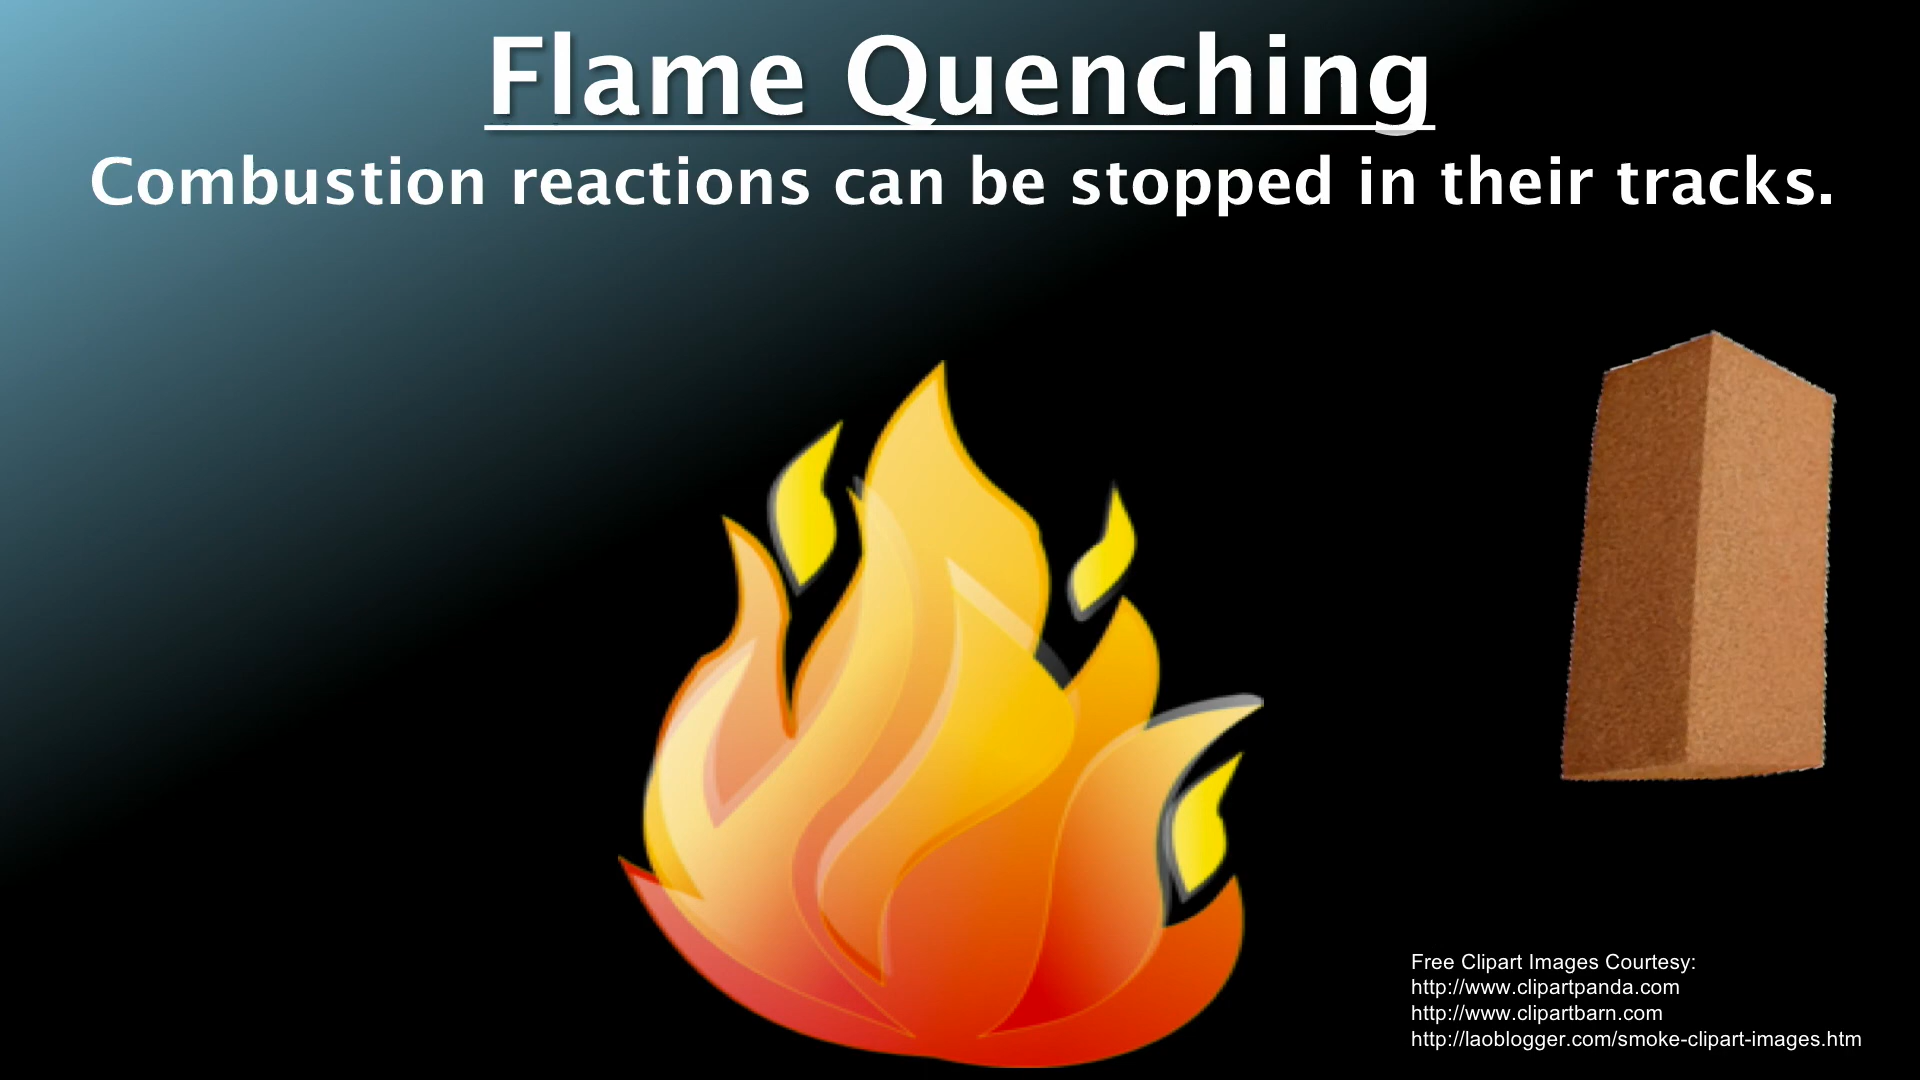 Flame Quenching
Combustion reactions can be stopped in their tracks.
Free Clipart Images Courtesy:
http://www.clipartpanda.com
http://www.clipartbarn.com
http://laoblogger.com/smoke-clipart-images.htm